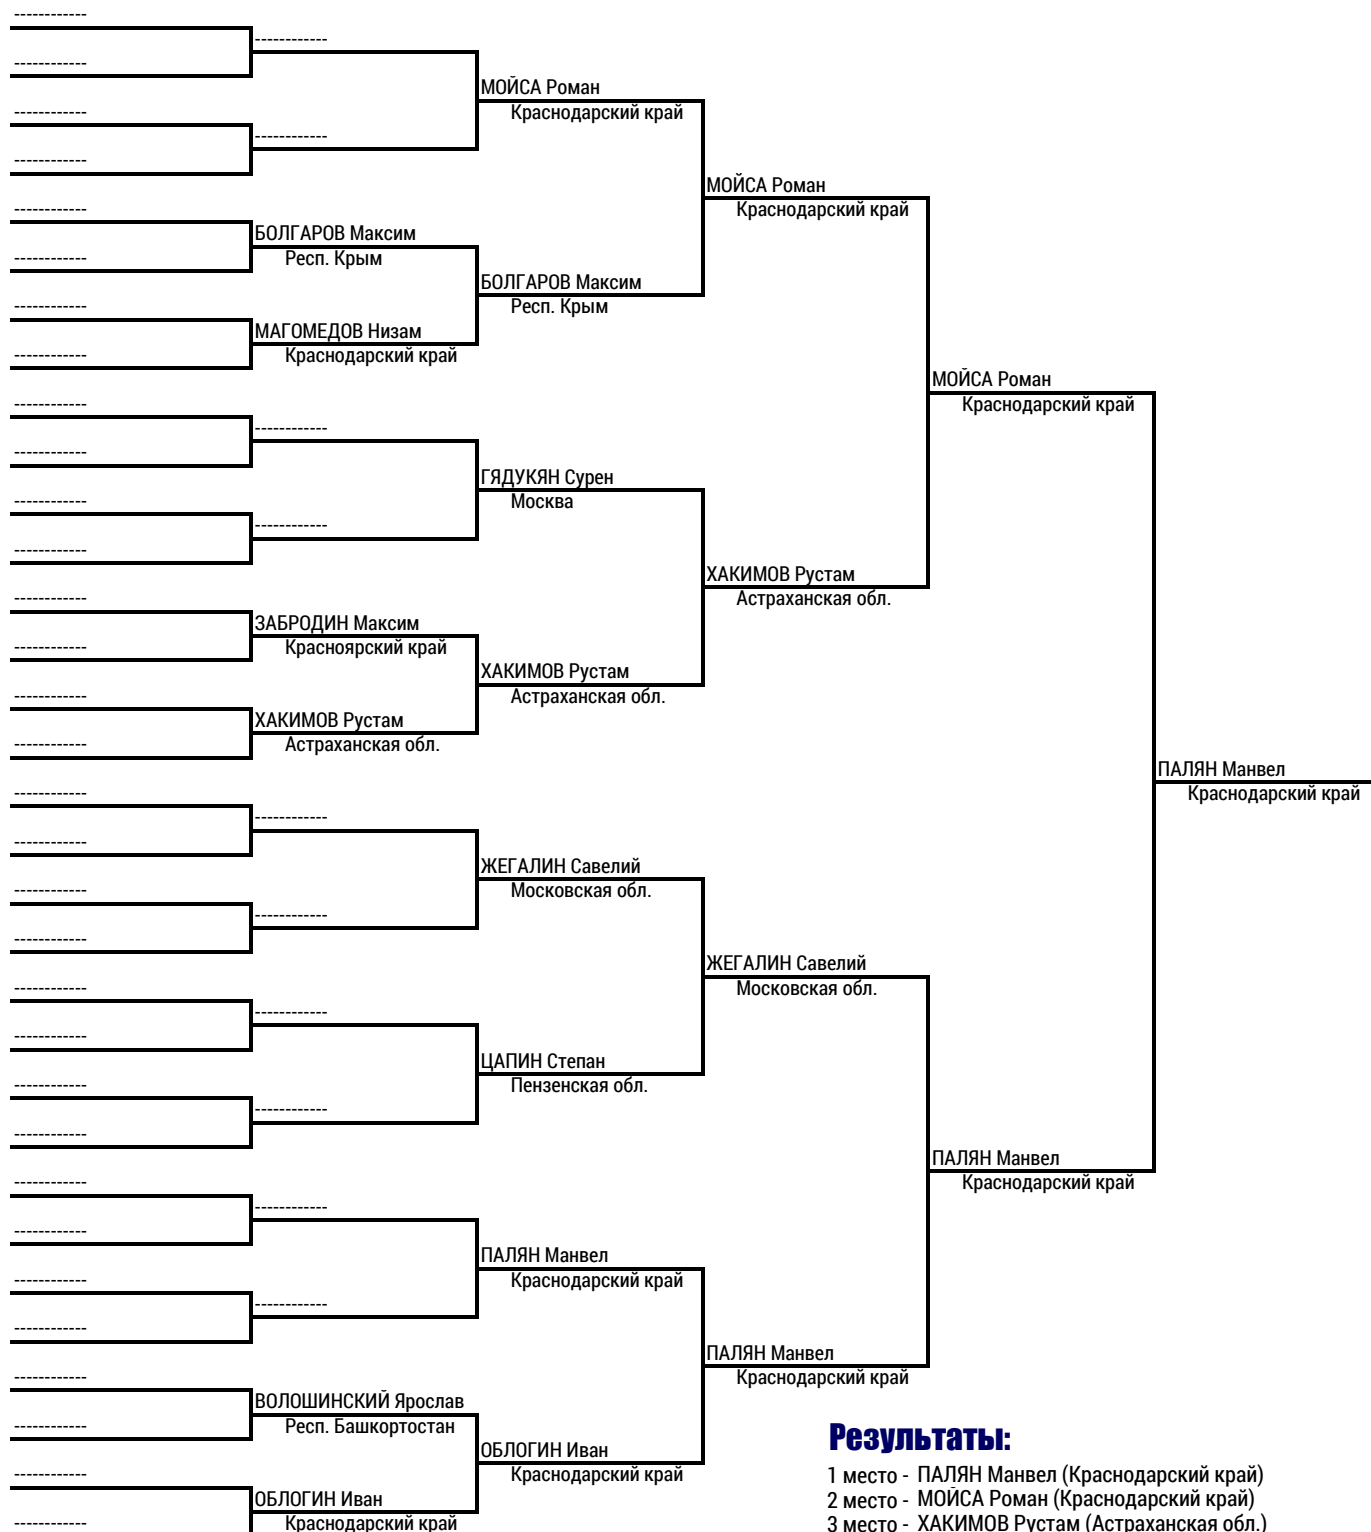 ------------
------------
------------
МОЙСА Роман
Краснодарский край
------------
------------
------------
МОЙСА Роман
Краснодарский край
------------
БОЛГАРОВ Максим
Респ. Крым
------------
БОЛГАРОВ Максим
Респ. Крым
------------
МАГОМЕДОВ Низам
Краснодарский край
------------
МОЙСА Роман
Краснодарский край
------------
------------
------------
ГЯДУКЯН Сурен
Москва
------------
------------
------------
ХАКИМОВ Рустам
Астраханская обл.
------------
ЗАБРОДИН Максим
Красноярский край
------------
ХАКИМОВ Рустам
Астраханская обл.
------------
ХАКИМОВ Рустам
Астраханская обл.
------------
ПАЛЯН Манвел
Краснодарский край
------------
------------
------------
ЖЕГАЛИН Савелий
Московская обл.
------------
------------
------------
ЖЕГАЛИН Савелий
Московская обл.
------------
------------
------------
ЦАПИН Степан
Пензенская обл.
------------
------------
------------
ПАЛЯН Манвел
Краснодарский край
------------
------------
------------
ПАЛЯН Манвел
Краснодарский край
------------
------------
------------
ПАЛЯН Манвел
Краснодарский край
------------
ВОЛОШИНСКИЙ Ярослав
Респ. Башкортостан
------------
ОБЛОГИН Иван
Краснодарский край
------------
ОБЛОГИН Иван
Краснодарский край
------------
Результаты:
1 место - ПАЛЯН Манвел (Краснодарский край)
2 место - МОЙСА Роман (Краснодарский край)
3 место - ХАКИМОВ Рустам (Астраханская обл.)